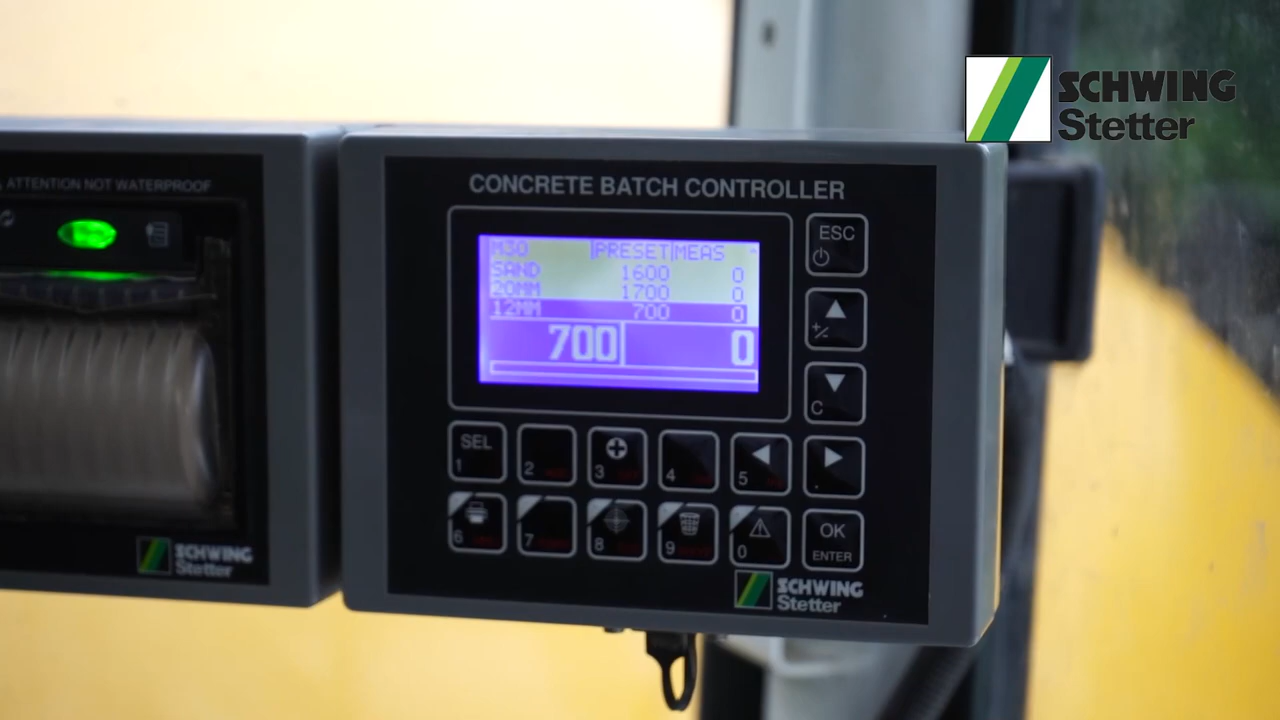 SCHWING
Stetter
ATTENTION NOT WATERPROOF
CONCRETE BATCH CONTROLLER
M30 PRESET MEAS
SAND 1600 0
20MM 1700 0
12MM 700 0
700 0
ESC
+/-
C
SEL
1 2 3 4 5 .
6 7 8 9 0
OK
ENTER
SCHWING
Stetter
SCHWING
Stetter